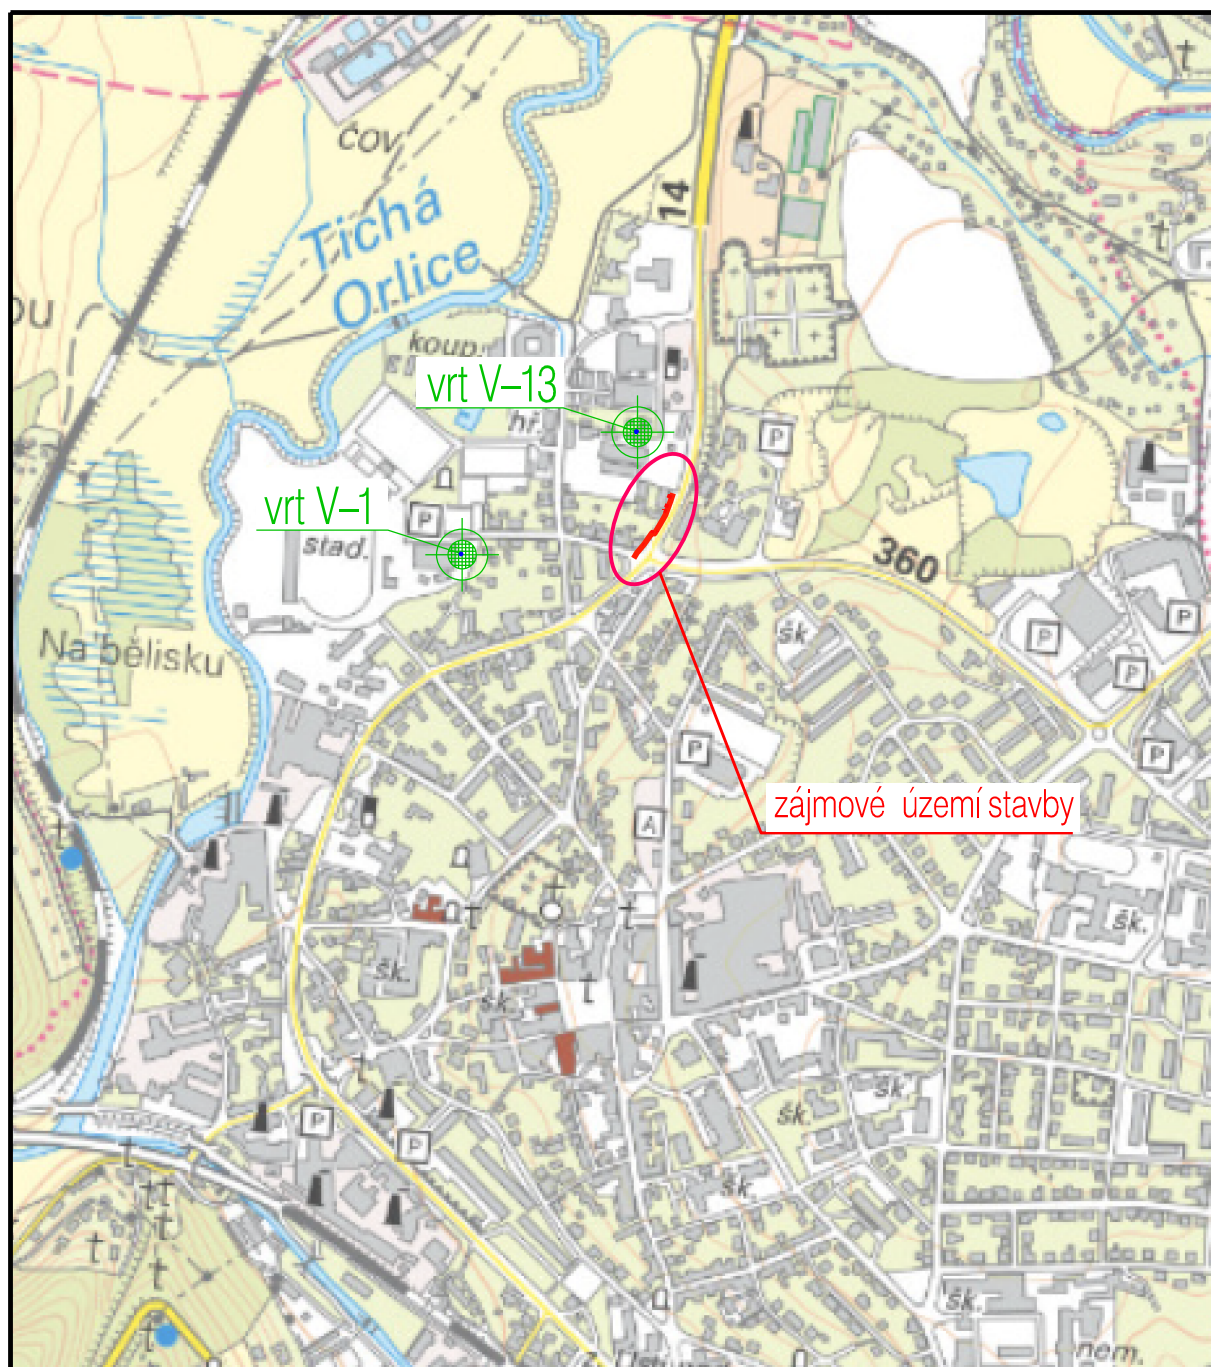 ČOV
14
Tichá
Orlice
ou
koup.
vrt V–13
hř.
P
vrt V–1
P
stad.
360
šk.
P
P
P
Na bělisku
P
P
zájmové území stavby
A
šk.
šk.
šk.
šk.
šk.
P
P
šk.
šk.
nem.